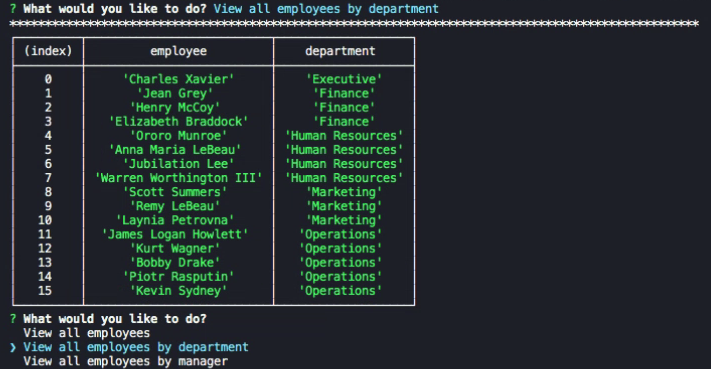 ? What would you like to do? View all employees by department
****************************************************************************************************
(index) employee department
0 'Charles Xavier' 'Executive'
1 'Jean Grey' 'Finance'
2 'Henry McCoy' 'Finance'
3 'Elizabeth Braddock' 'Finance'
4 'Ororo Munroe' 'Human Resources'
5 'Anna Maria LeBeau' 'Human Resources'
6 'Jubilation Lee' 'Human Resources'
7 'Warren Worthington III' 'Human Resources'
8 'Scott Summers' 'Marketing'
9 'Remy LeBeau' 'Marketing'
10 'Laynia Petrovna' 'Marketing'
11 'James Logan Howlett' 'Operations'
12 'Kurt Wagner' 'Operations'
13 'Bobby Drake' 'Operations'
14 'Piotr Rasputin' 'Operations'
15 'Kevin Sydney' 'Operations'
? What would you like to do?
View all employees
❯ View all employees by department
View all employees by manager